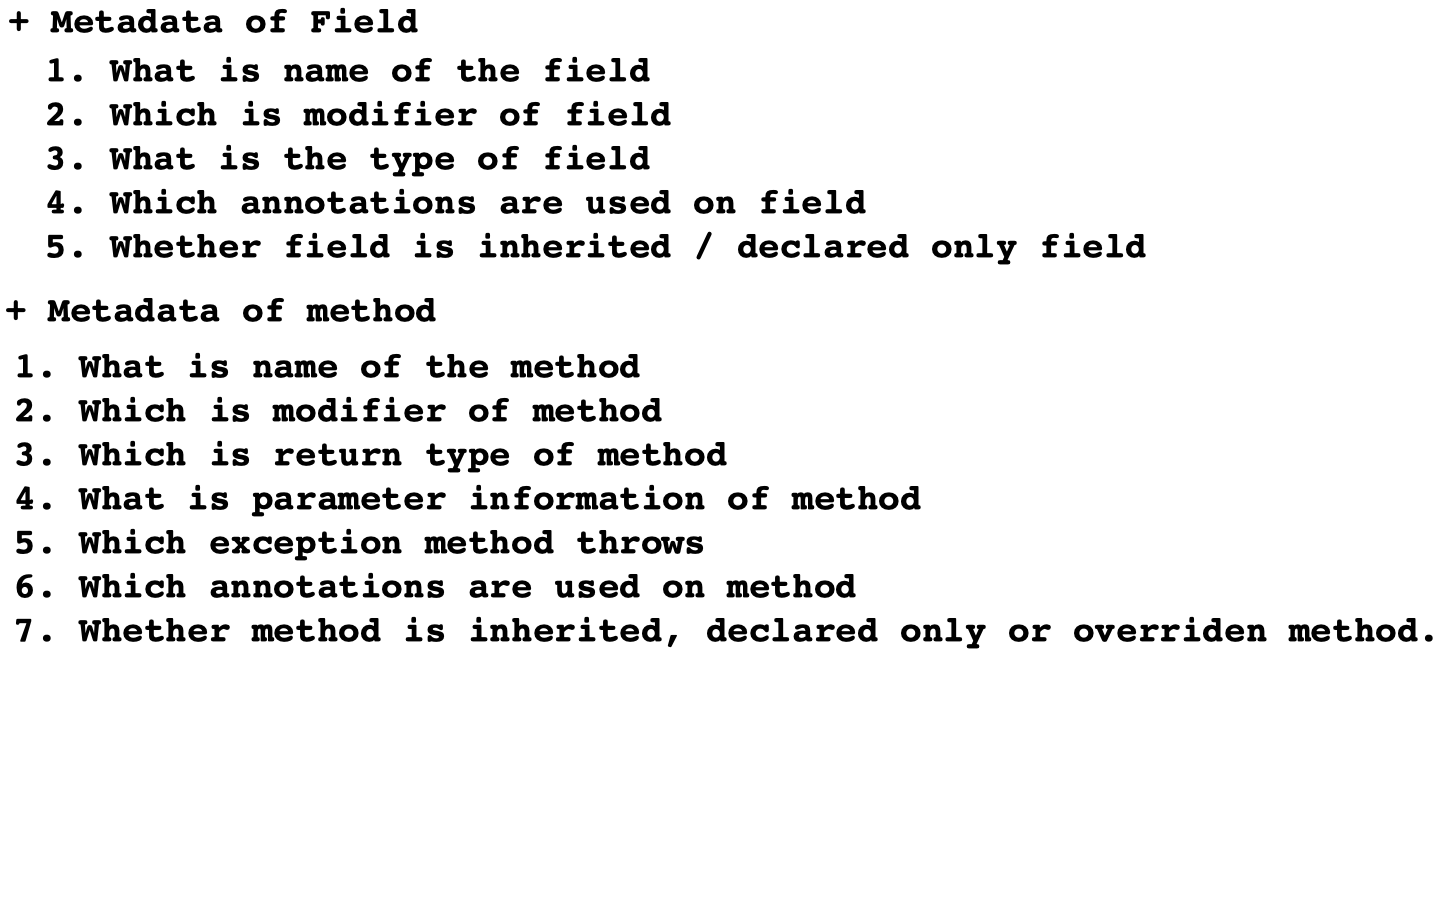 + Metadata of Field
1. What is name of the field
2. Which is modifier of field
3. What is the type of field
4. Which annotations are used on field
5. Whether field is inherited / declared only field
+ Metadata of method
1. What is name of the method
2. Which is modifier of method
3. Which is return type of method
4. What is parameter information of method
5. Which exception method throws
6. Which annotations are used on method
7. Whether method is inherited, declared only or overriden method.